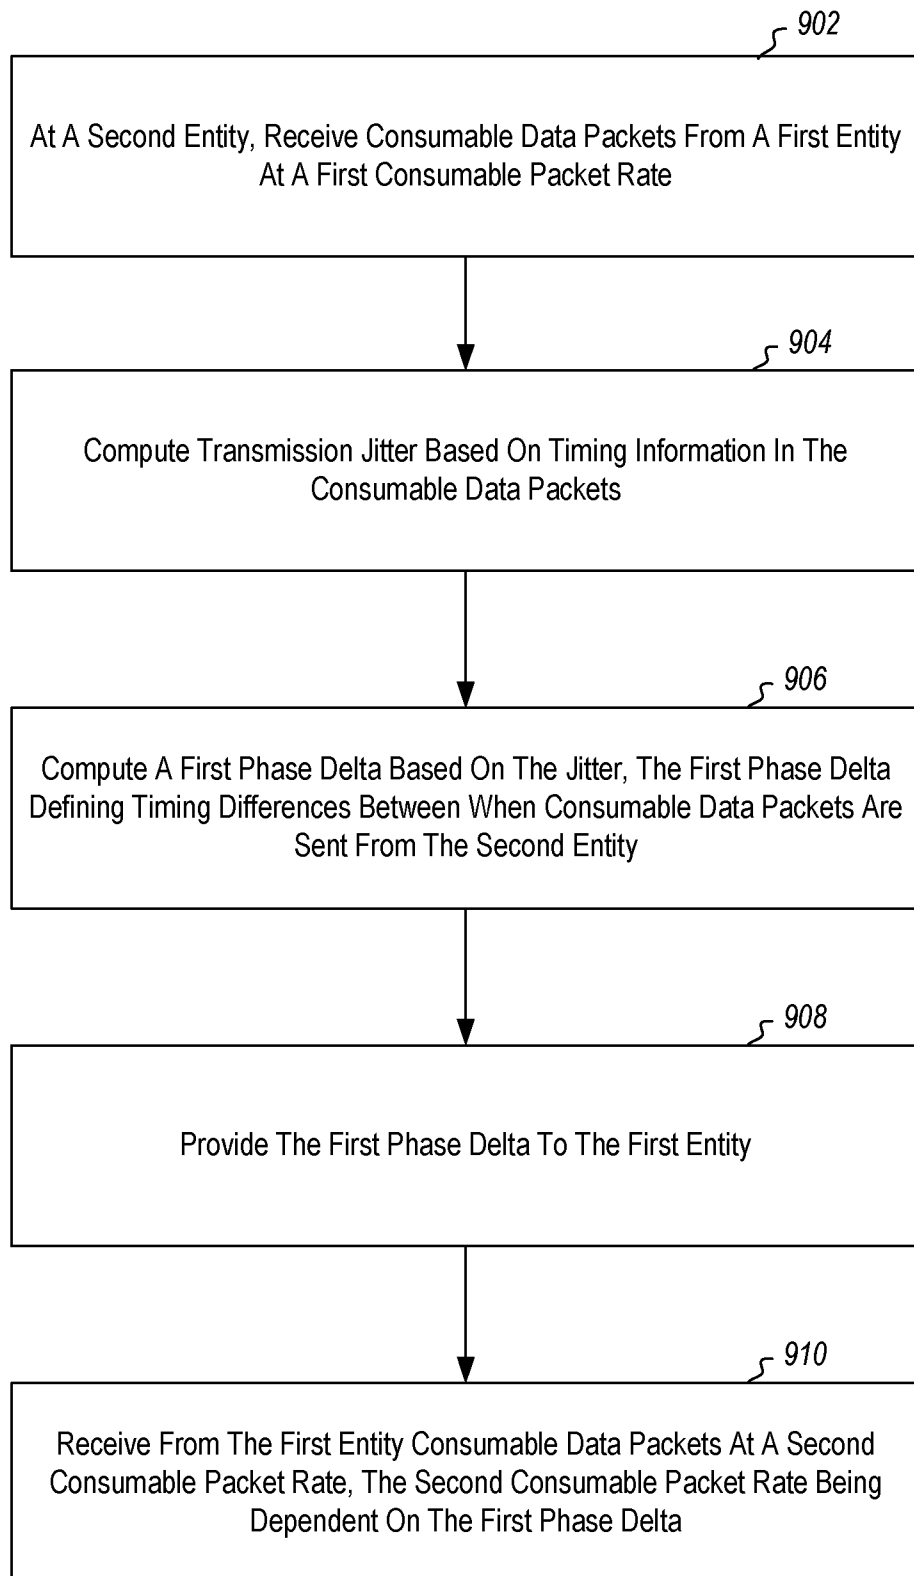 902
At A Second Entity, Receive Consumable Data Packets From A First Entity
At A First Consumable Packet Rate
904
Compute Transmission Jitter Based On Timing Information In The
Consumable Data Packets
906
Compute A First Phase Delta Based On The Jitter, The First Phase Delta
Defining Timing Differences Between When Consumable Data Packets Are
Sent From The Second Entity
908
Provide The First Phase Delta To The First Entity
910
Receive From The First Entity Consumable Data Packets At A Second
Consumable Packet Rate, The Second Consumable Packet Rate Being
Dependent On The First Phase Delta